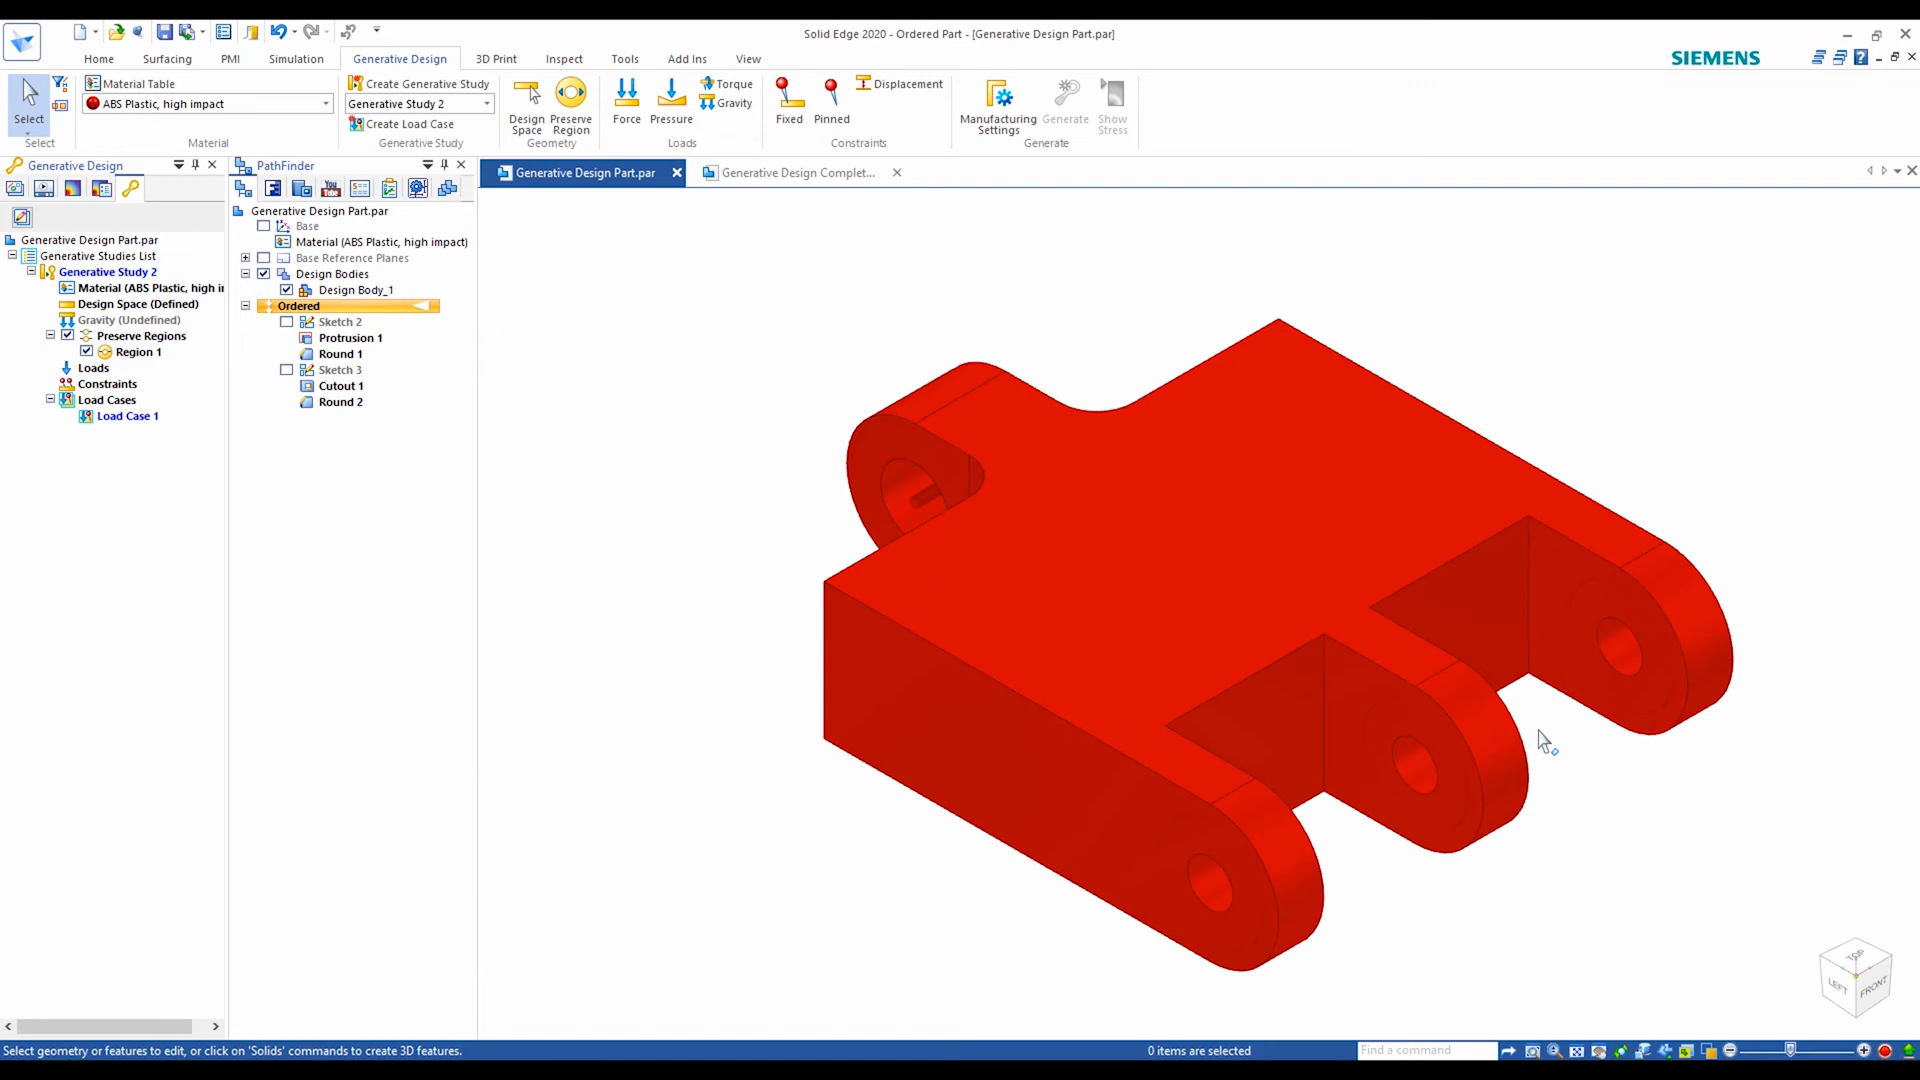 Solid Edge 2020 - Ordered Part - [Generative Design Part.par]
Home Surfacing PMI Simulation Generative Design 3D Print Inspect Tools Add Ins View
SIEMENS
Select
Select
Material Table
ABS Plastic, high impact
Material
Create Generative Study
Generative Study 2
Create Load Case
Generative Study
Design Space
Preserve Region
Geometry
Force
Pressure
Torque
Gravity
Loads
Fixed
Pinned
Displacement
Constraints
Manufacturing Settings
Generate
Show Stress
Generate
Generative Design
Generative Design Part.par
Generative Studies List
Generative Study 2
Material (ABS Plastic, high i
Design Space (Defined)
Gravity (Undefined)
Preserve Regions
Region 1
Loads
Constraints
Load Cases
Load Case 1
PathFinder
You Tube
Generative Design Part.par
Base
Material (ABS Plastic, high impact)
Base Reference Planes
Design Bodies
Design Body_1
Ordered
Sketch 2
Protrusion 1
Round 1
Sketch 3
Cutout 1
Round 2
Generative Design Part.par
Generative Design Complet...
TOP
LEFT
FRONT
Select geometry or features to edit, or click on 'Solids' commands to create 3D features.
0 items are selected
Find a command